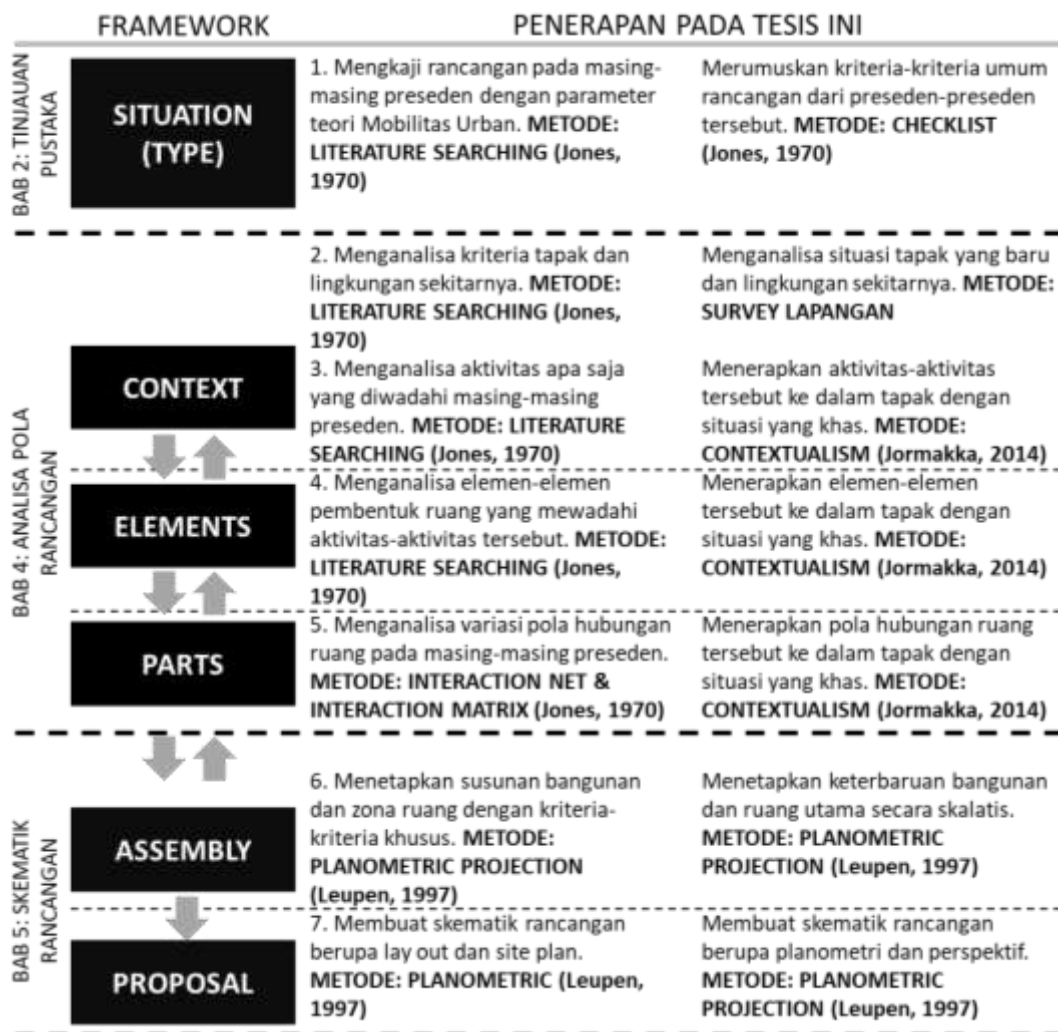 FRAMEWORK
PENERAPAN PADA TESIS INI
BAB 2: TINJAUAN
PUSTAKA
SITUATION
(TYPE)
1. Mengkaji rancangan pada masing-
masing preseden dengan parameter
teori Mobilitas Urban. METODE:
LITERATURE SEARCHING (Jones,
1970)
Merumuskan kriteria-kriteria umum
rancangan dari preseden-preseden
tersebut. METODE: CHECKLIST
(Jones, 1970)
BAB 4: ANALISA POLA
RANCANGAN
2. Menganalisa kriteria tapak dan
lingkungan sekitarnya. METODE:
LITERATURE SEARCHING (Jones,
1970)
Menganalisa situasi tapak yang baru
dan lingkungan sekitarnya. METODE:
SURVEY LAPANGAN
CONTEXT
3. Menganalisa aktivitas apa saja
yang diwadahi masing-masing
preseden. METODE: LITERATURE
SEARCHING (Jones, 1970)
Menerapkan aktivitas-aktivitas
tersebut ke dalam tapak dengan
situasi yang khas. METODE:
CONTEXTUALISM (Jormakka, 2014)
ELEMENTS
4. Menganalisa elemen-elemen
pembentuk ruang yang mewadahi
aktivitas-aktivitas tersebut. METODE:
LITERATURE SEARCHING (Jones,
1970)
Menerapkan elemen-elemen
tersebut ke dalam tapak dengan
situasi yang khas. METODE:
CONTEXTUALISM (Jormakka, 2014)
PARTS
5. Menganalisa variasi pola hubungan
ruang pada masing-masing preseden.
METODE: INTERACTION NET &
INTERACTION MATRIX (Jones, 1970)
Menerapkan pola hubungan ruang
tersebut ke dalam tapak dengan
situasi yang khas. METODE:
CONTEXTUALISM (Jormakka, 2014)
BAB 5: SKEMATIK
RANCANGAN
ASSEMBLY
6. Menetapkan susunan bangunan
dan zona ruang dengan kriteria-
kriteria khusus. METODE:
PLANOMETRIC PROJECTION
(Leupen, 1997)
Menetapkan keterbaruan bangunan
dan ruang utama secara skalatis.
METODE: PLANOMETRIC
PROJECTION (Leupen, 1997)
PROPOSAL
7. Membuat skematik rancangan
berupa lay out dan site plan.
METODE: PLANOMETRIC (Leupen,
1997)
Membuat skematik rancangan
berupa planometri dan perspektif.
METODE: PLANOMETRIC
PROJECTION (Leupen, 1997)